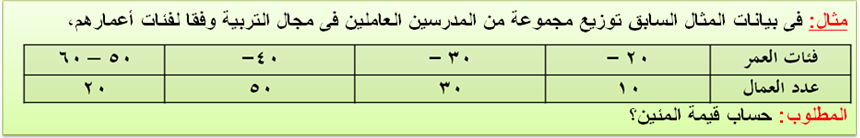 مثال: فى بيانات المثال السابق توزيع مجموعة من المدرسين العاملين فى مجال التربية وفقا لفئات أعمارهم،
فئات العمر ٢٠ – ٣٠ – ٤٠– ٥٠ – ٦٠
عدد العمال ١٠ ٣٠ ٥٠ ٢٠
المطلوب: حساب قيمة المئين؟